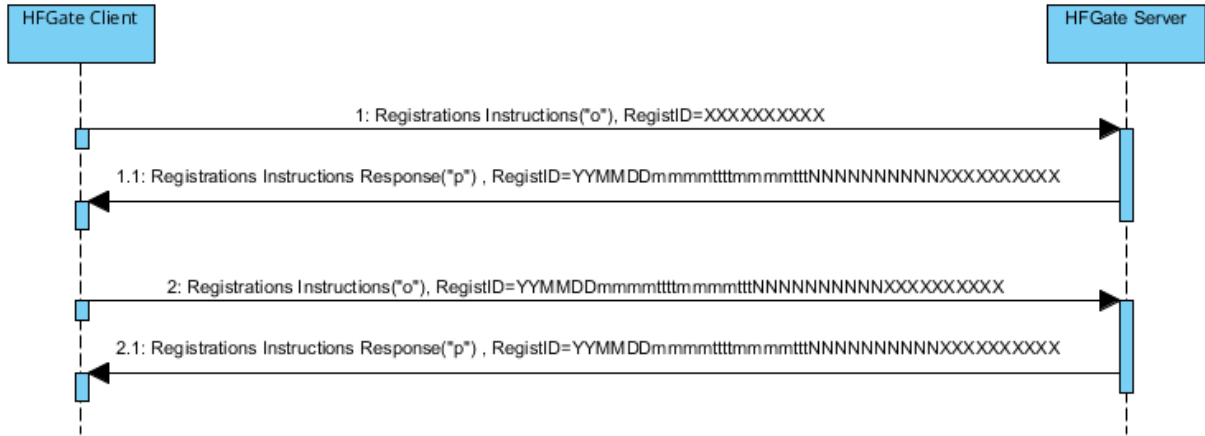 HFGate Client
HFGate Server
1: Registrations Instructions("o"), RegistID=XXXXXXXXXX
1.1: Registrations Instructions Response("p") , RegistID=YYMMDDmmmmttttmmmmtttNNNNNNNNNNXXXXXXXXXX
2: Registrations Instructions("o"), RegistID=YYMMDDmmmmttttmmmmtttNNNNNNNNNNXXXXXXXXXX
2.1: Registrations Instructions Response("p") , RegistID=YYMMDDmmmmttttmmmmtttNNNNNNNNNNXXXXXXXXXX